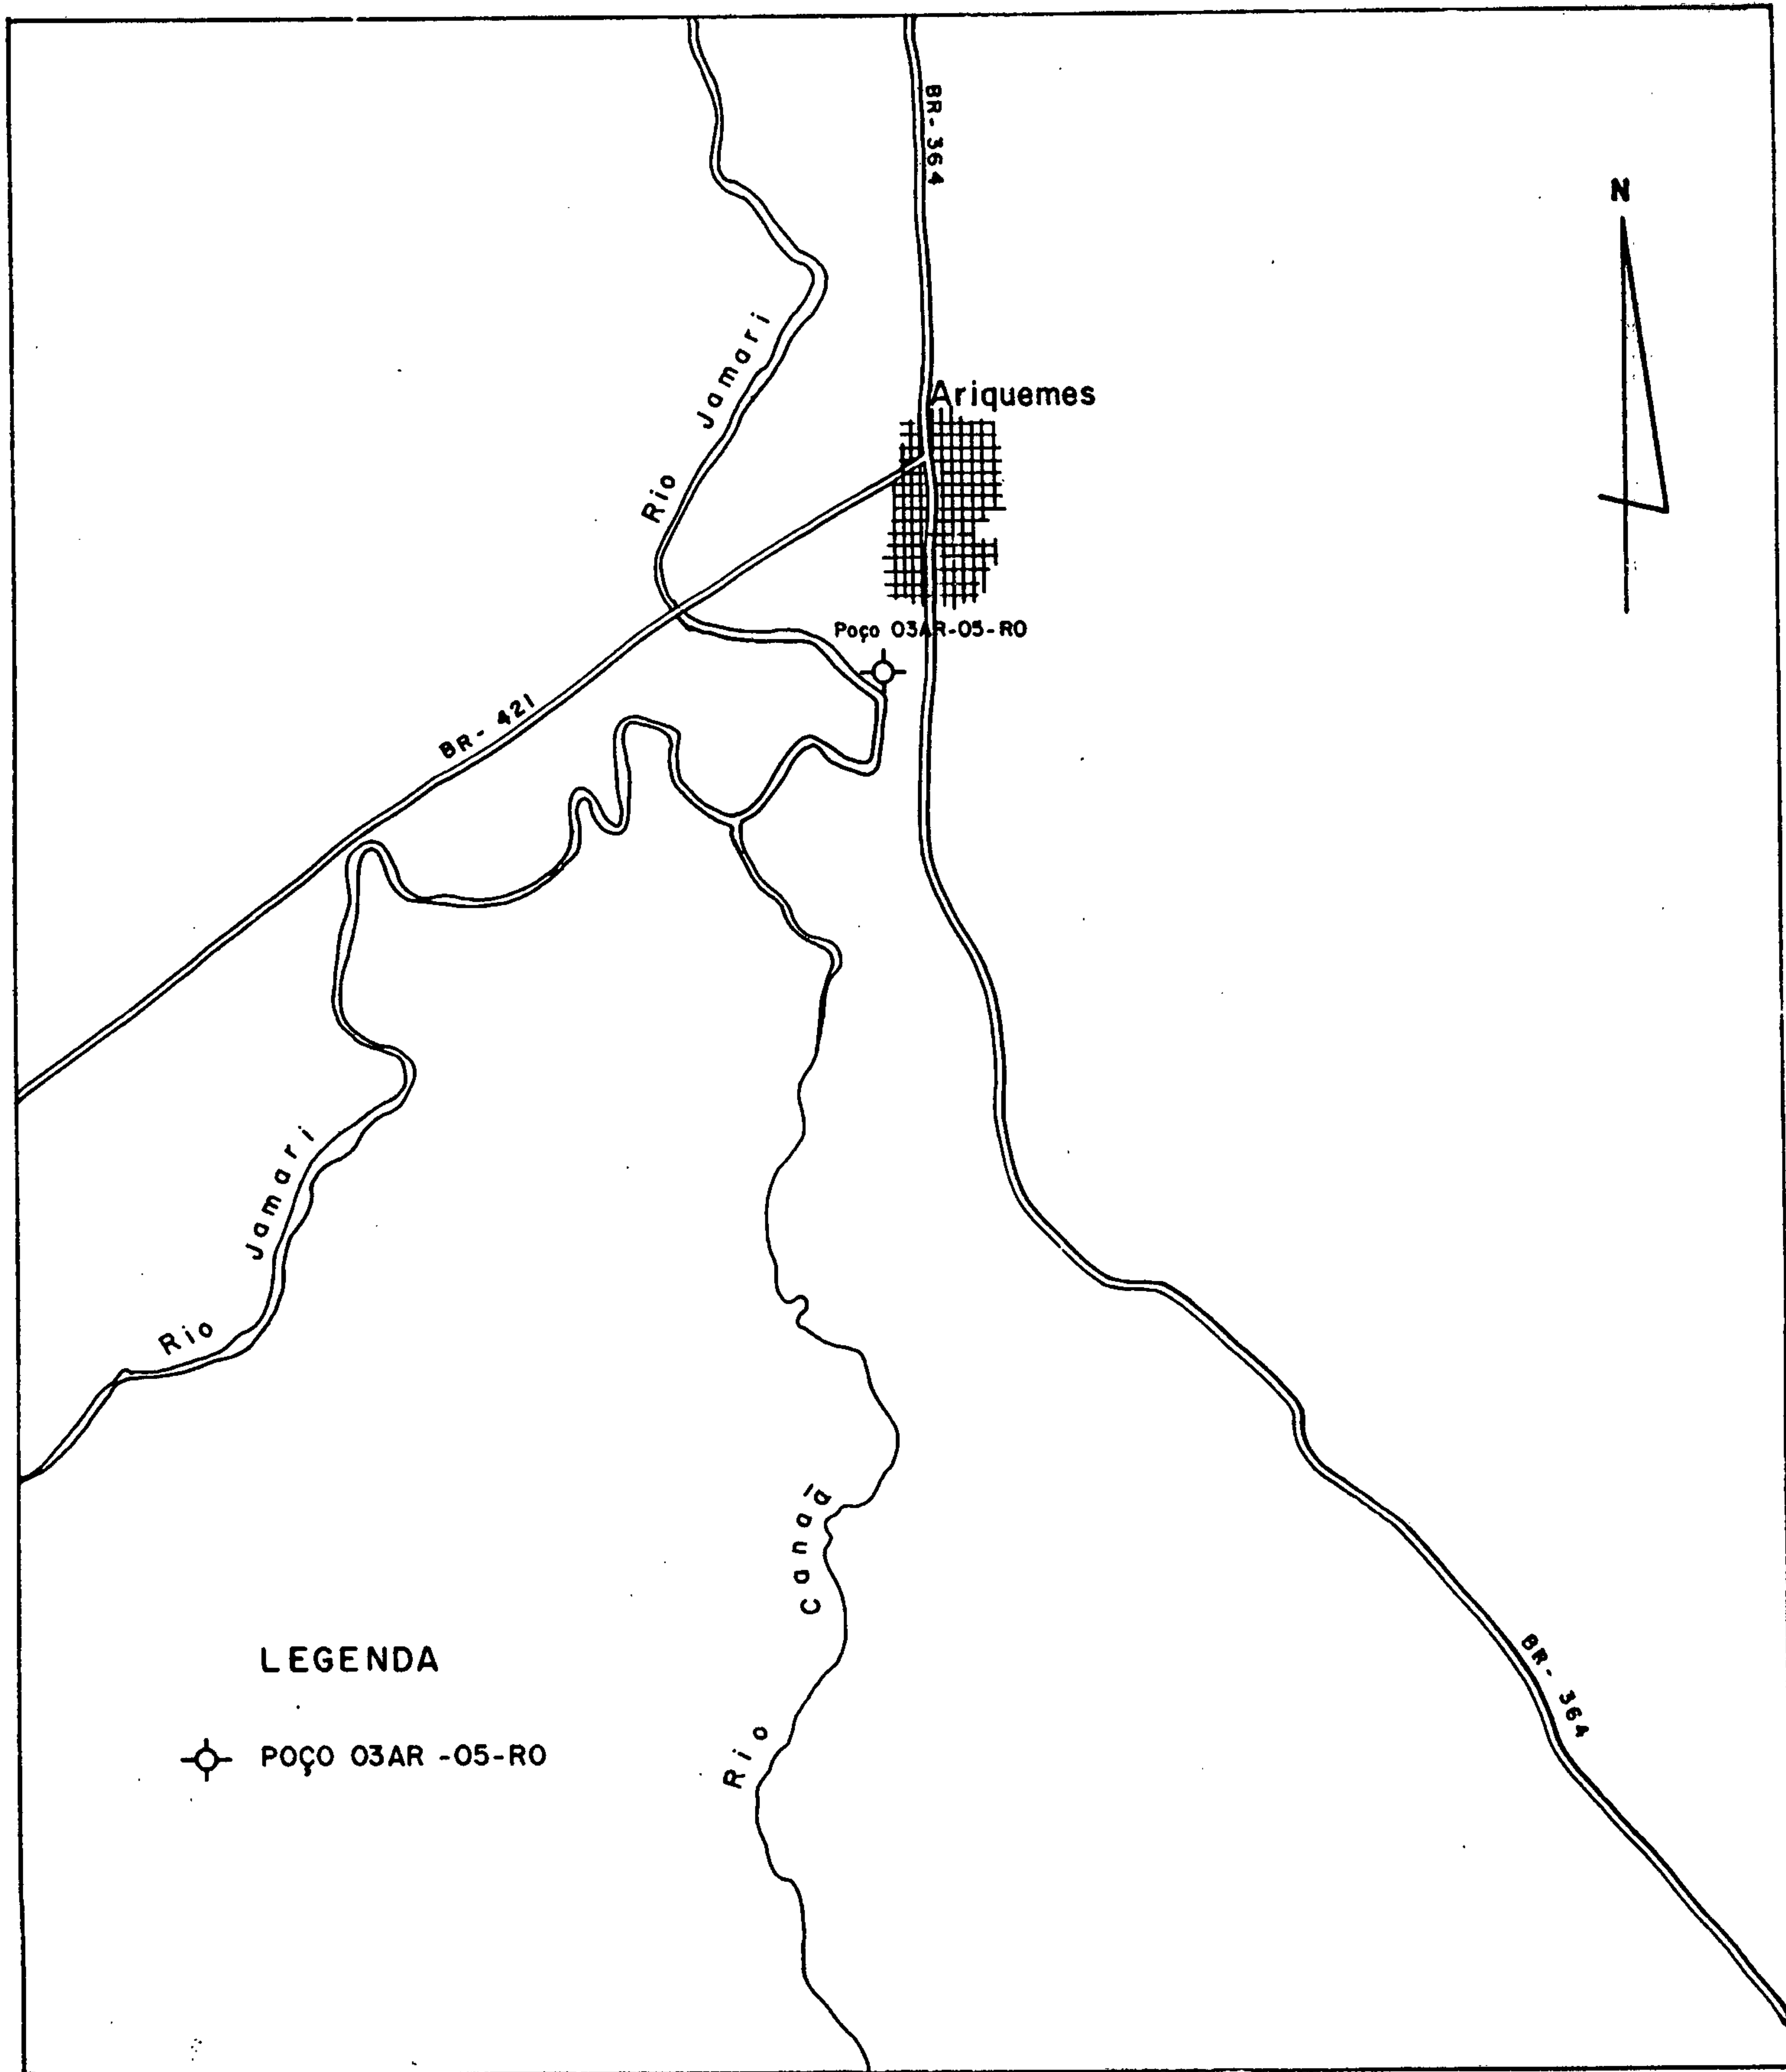 BR-364
N
Rio Jamari
Ariquemes
Poço 03AR-05-RO
BR-421
Rio Jamari
Rio Canaã
BR-364
LEGENDA
POÇO 03AR-05-RO